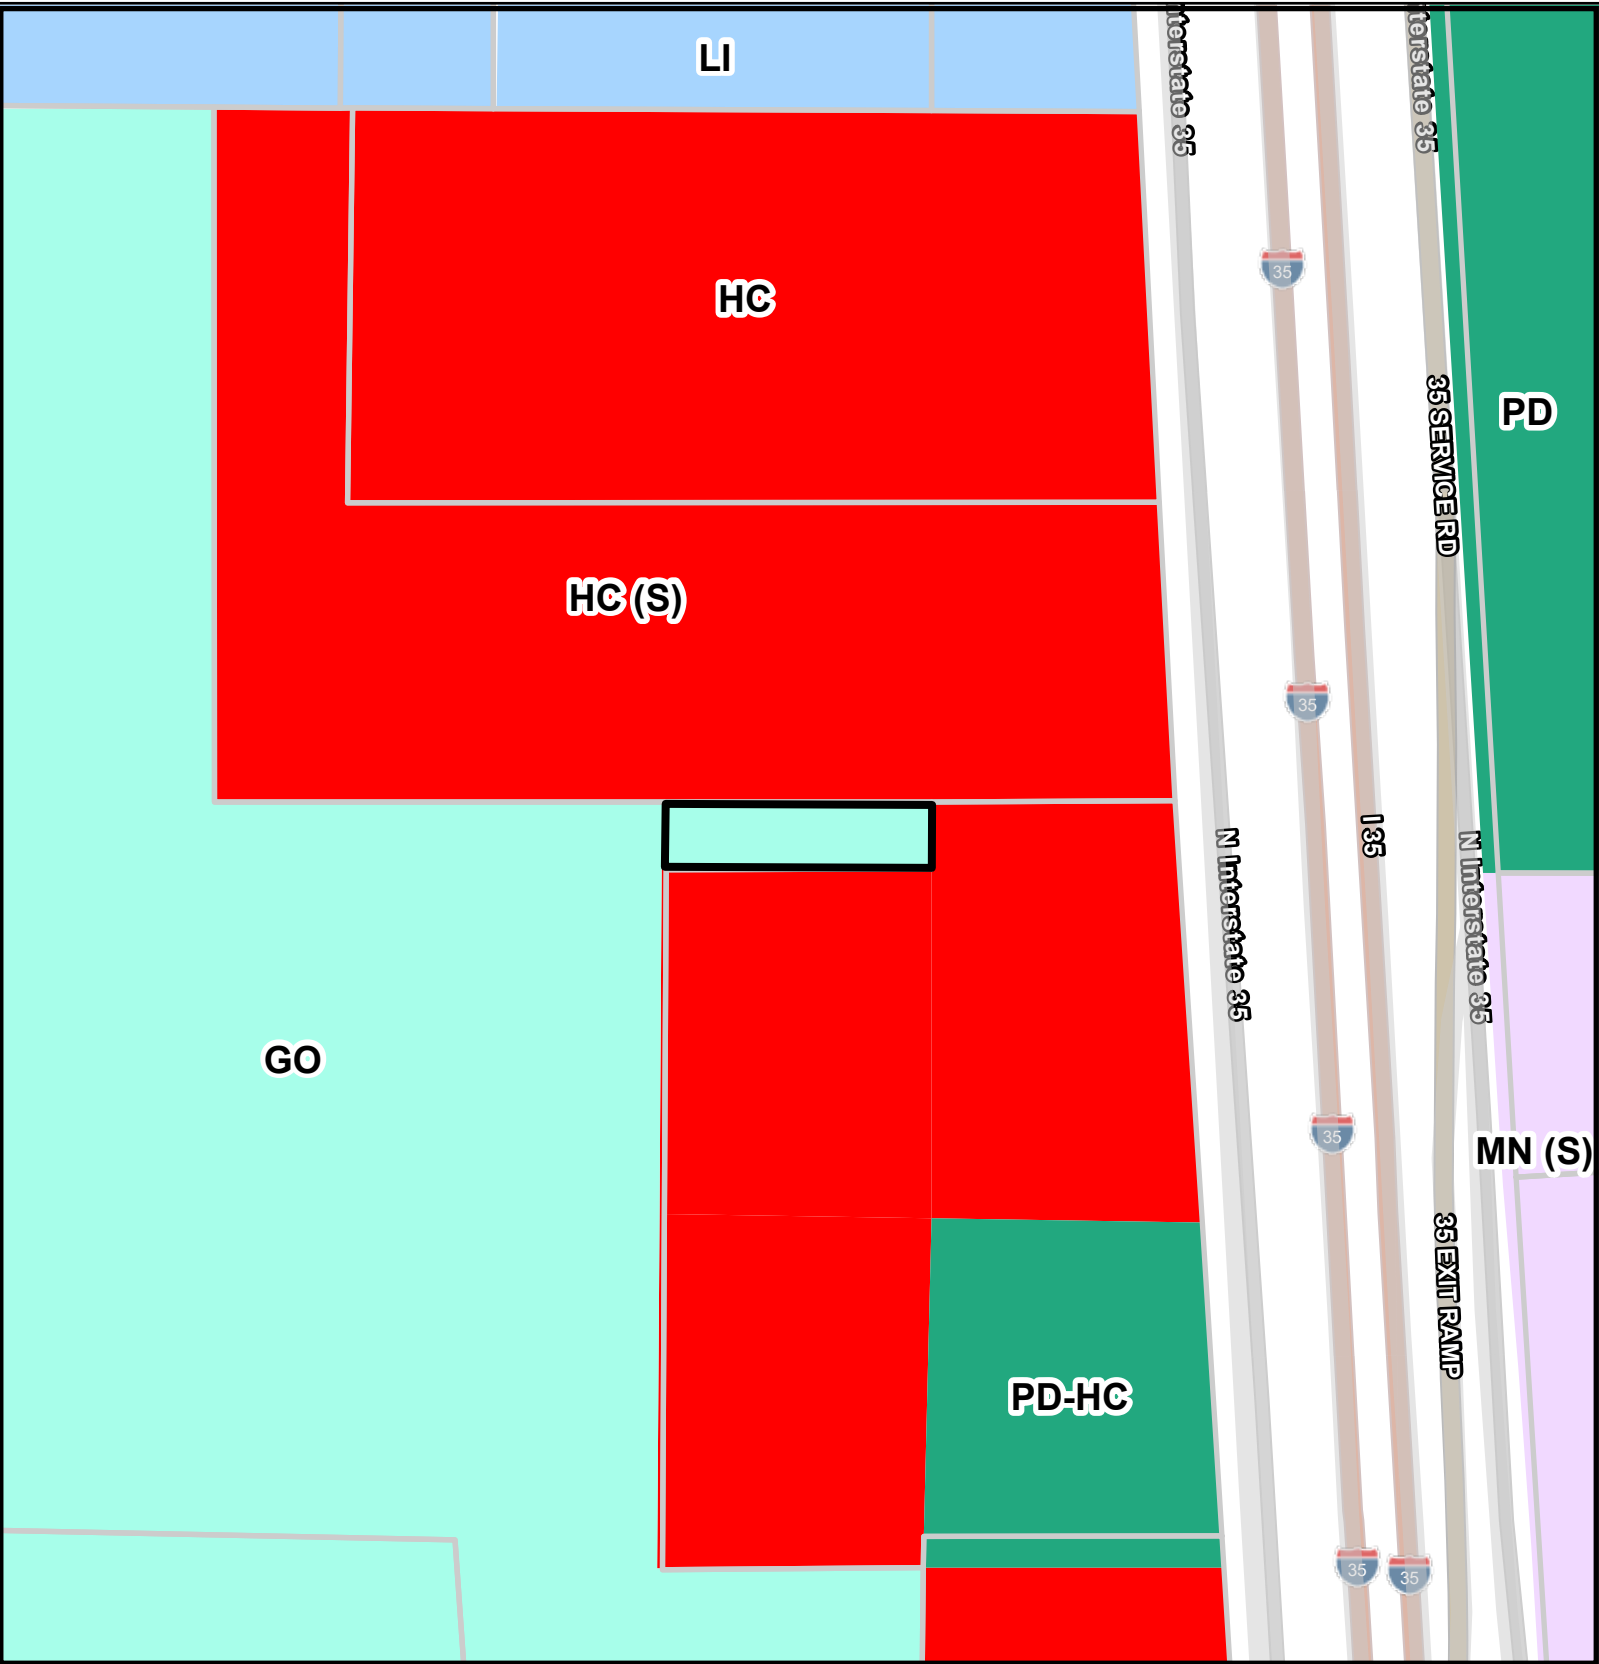 LI
terstate 35
terstate 35
35
HC
35 SERVICE RD
PD
HC (S)
35
N Interstate 35
I 35
N Interstate 35
GO
35
MN (S)
35 EXIT RAMP
PD-HC
35
35